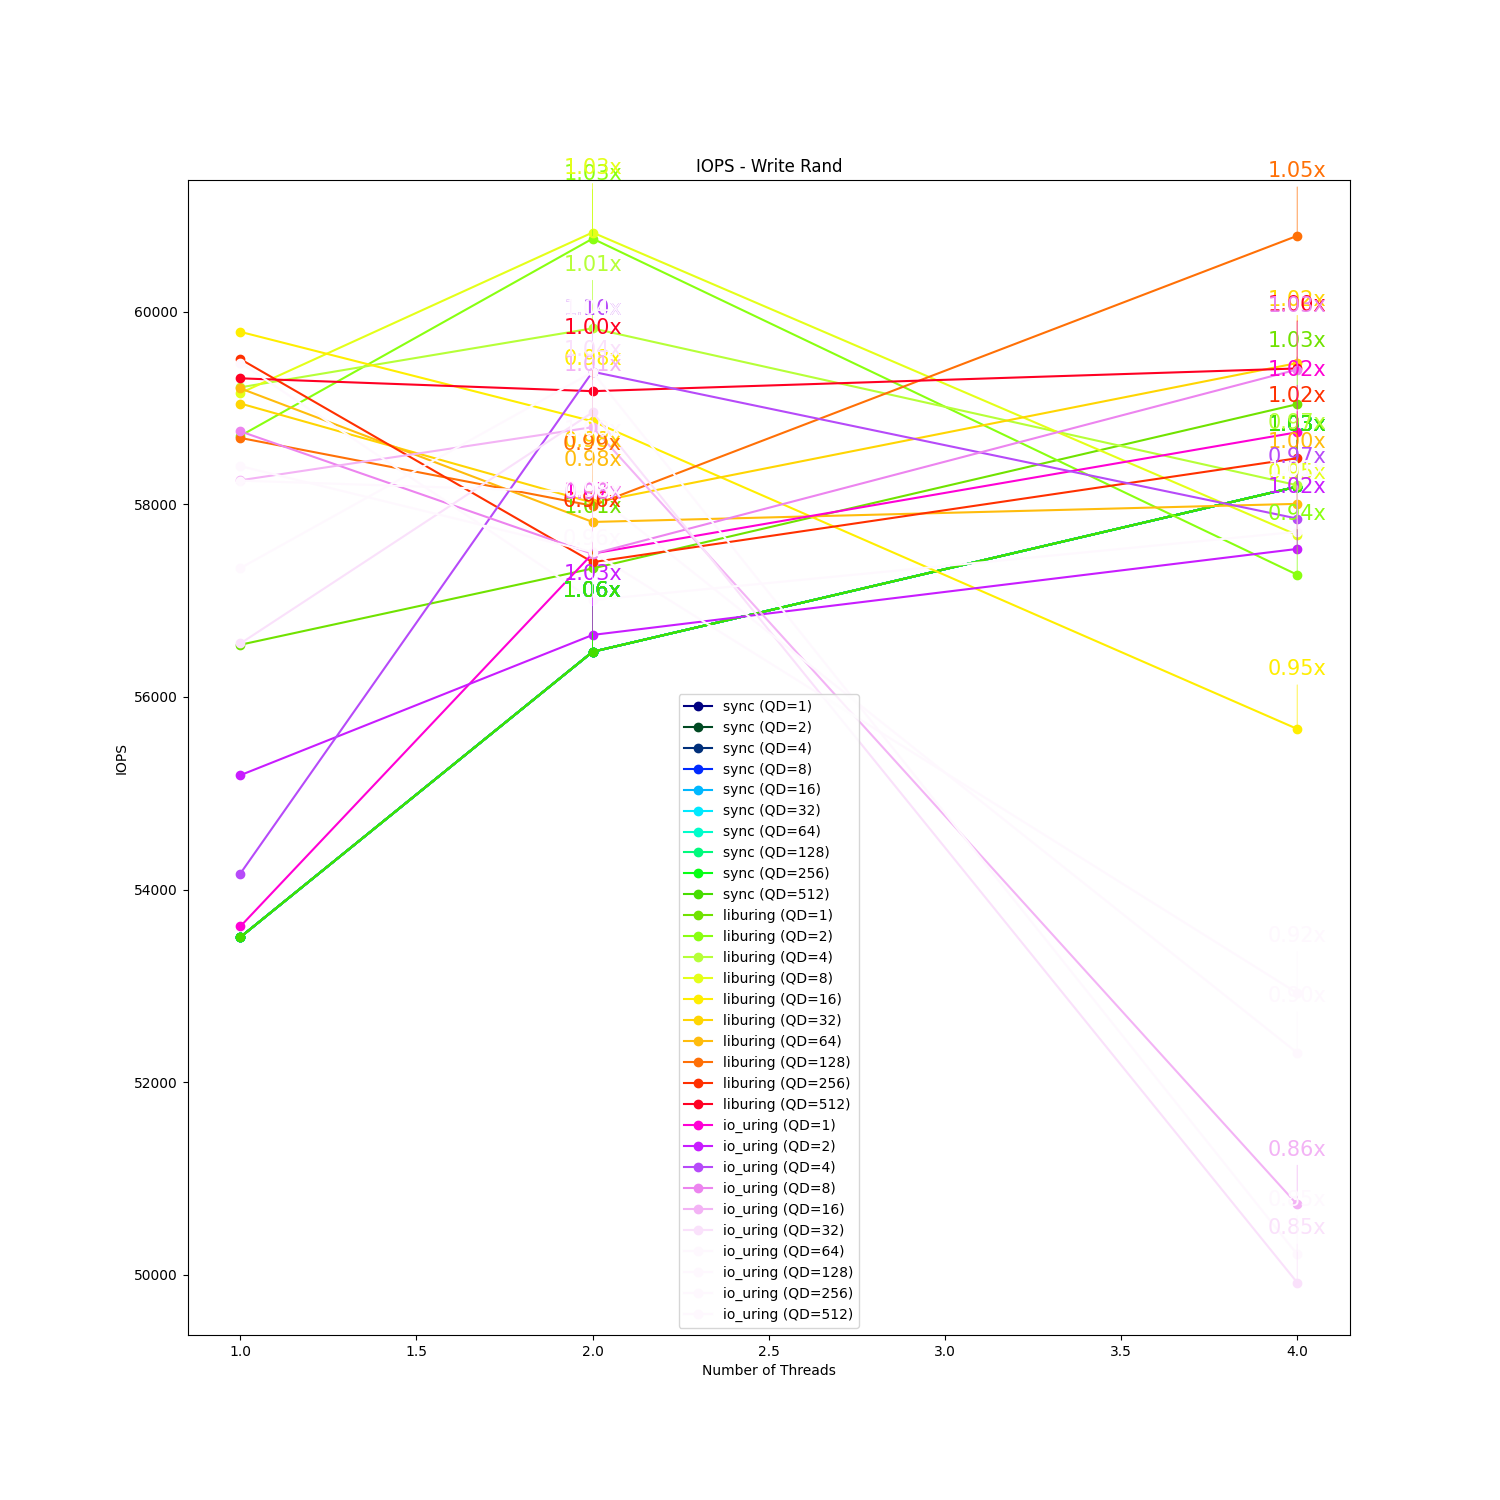 IOPS - Write Rand
1.03x
1.03x
1.05x
1.01x
1.10x
1.00x
1.03x
1.04x
0.98x
1.01x
1.02x
1.02x
0.99x
0.98x
1.03x
1.00x
0.97x
0.95x
1.02x
1.01x
0.94x
1.03x
1.06x
0.95x
0.92x
0.90x
0.86x
0.85x
60000
58000
56000
54000
52000
50000
IOPS
sync (QD=1)
sync (QD=2)
sync (QD=4)
sync (QD=8)
sync (QD=16)
sync (QD=32)
sync (QD=64)
sync (QD=128)
sync (QD=256)
sync (QD=512)
liburing (QD=1)
liburing (QD=2)
liburing (QD=4)
liburing (QD=8)
liburing (QD=16)
liburing (QD=32)
liburing (QD=64)
liburing (QD=128)
liburing (QD=256)
liburing (QD=512)
io_uring (QD=1)
io_uring (QD=2)
io_uring (QD=4)
io_uring (QD=8)
io_uring (QD=16)
io_uring (QD=32)
io_uring (QD=64)
io_uring (QD=128)
io_uring (QD=256)
io_uring (QD=512)
1.0 1.5 2.0 2.5 3.0 3.5 4.0
Number of Threads